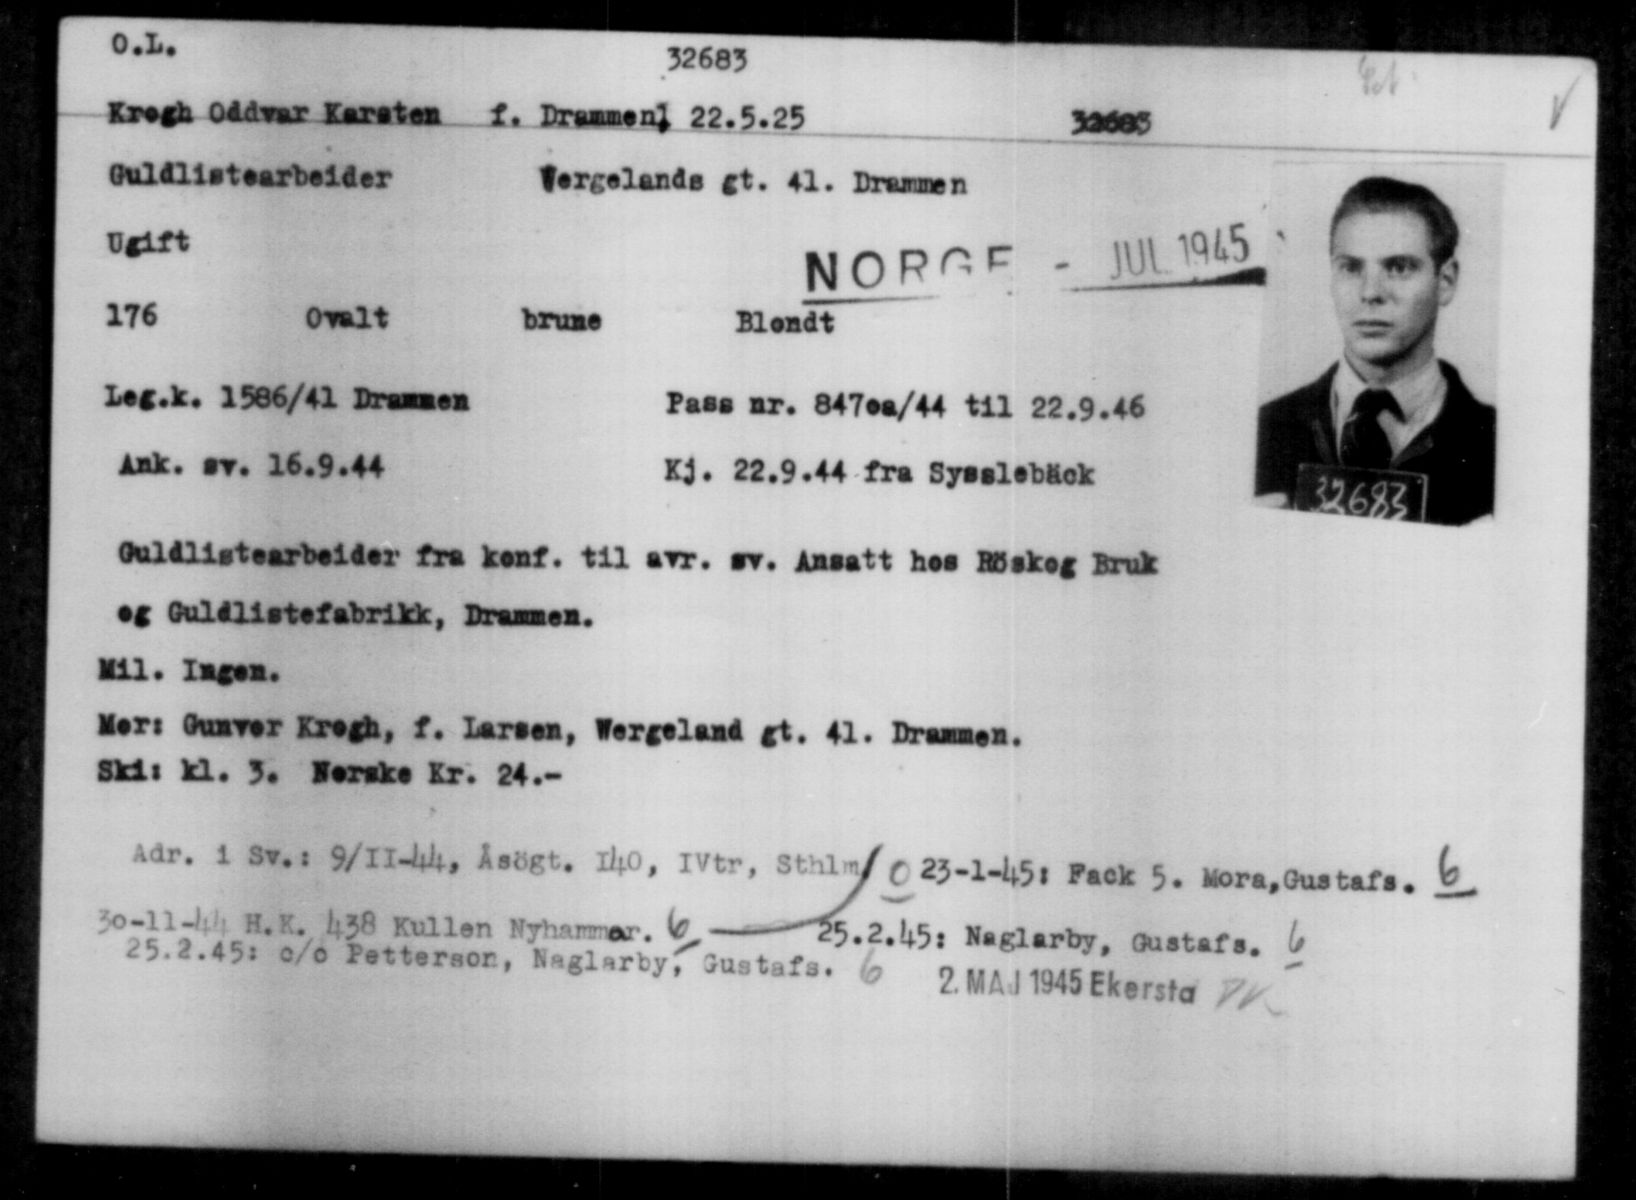 O.L.
32683
Krogh Oddvar Karsten f. Drammen, 22.5.25 32683
Guldlistearbeider Wergelands gt. 41. Drammen
Ugift
NORGE - JUL 1945
176 Ovalt brune Blondt
Leg.k. 1586/41 Drammen Pass nr. 847oa/44 til 22.9.46
Ank. sv. 16.9.44 Kj. 22.9.44 fra Sysslebäck
32683
Guldlistearbeider fra konf. til avr. sv. Ansatt hos Röskog Bruk
og Guldlistefabrikk, Drammen.
Mil. Ingen.
Mor: Gunvor Krogh, f. Larsen, Wergeland gt. 41. Drammen.
Ski: kl. 3. Norske Kr. 24.-
Adr. i Sv.: 9/II-44, Åsögt. 140, IVtr, Sthlm 0 23-1-45: Fack 5. Mora, Gustafs. 6
30-11-44 H.K. 438 Kullen Nyhammar. 6 25.2.45: Naglarby, Gustafs. 6
25.2.45: c/o Petterson, Naglarby, Gustafs. 6
2. MAJ 1945 Ekersta